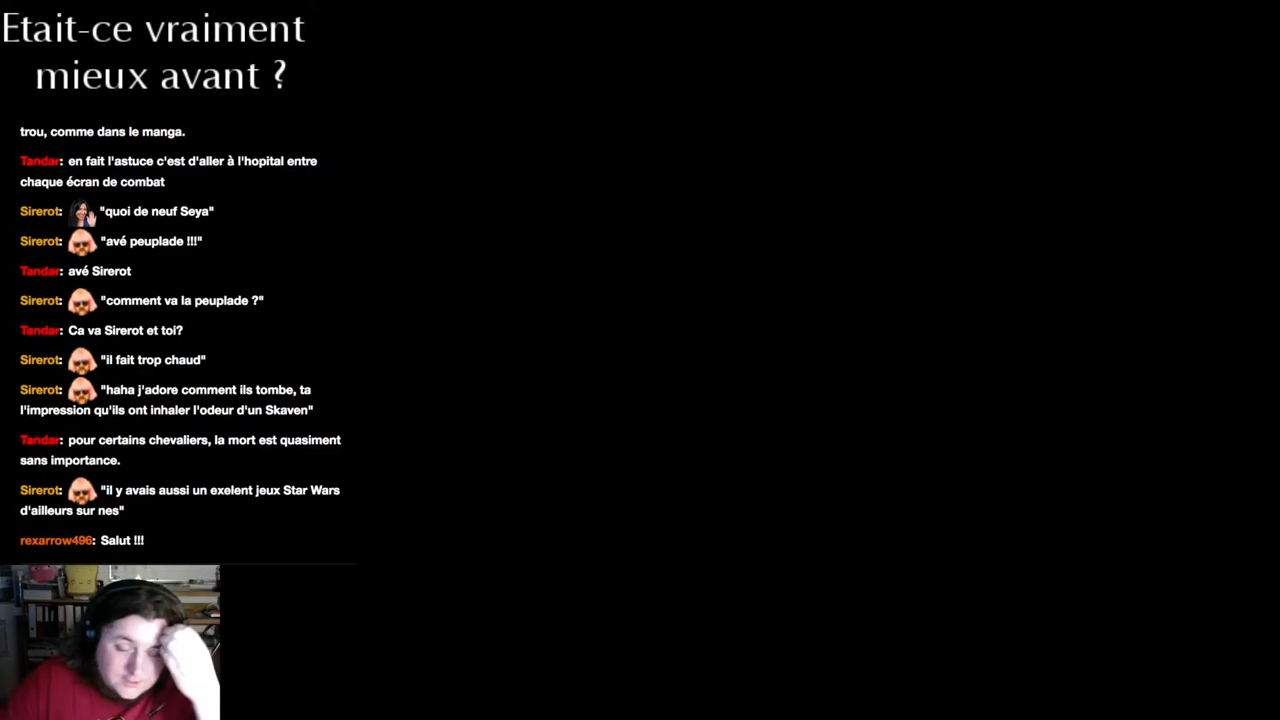 Etait-ce vraiment
mieux avant ?
trou, comme dans le manga.
Tandar: en fait l'astuce c'est d'aller à l'hopital entre
chaque écran de combat
Sirerot: "quoi de neuf Seya"
Sirerot: "avé peuplade !!!"
Tandar: avé Sirerot
Sirerot: "comment va la peuplade ?"
Tandar: Ca va Sirerot et toi?
Sirerot: "il fait trop chaud"
Sirerot: "haha j'adore comment ils tombe, ta
l'impression qu'ils ont inhaler l'odeur d'un Skaven"
Tandar: pour certains chevaliers, la mort est quasiment
sans importance.
Sirerot: "il y avais aussi un exelent jeux Star Wars
d'ailleurs sur nes"
rexarrow496: Salut !!!